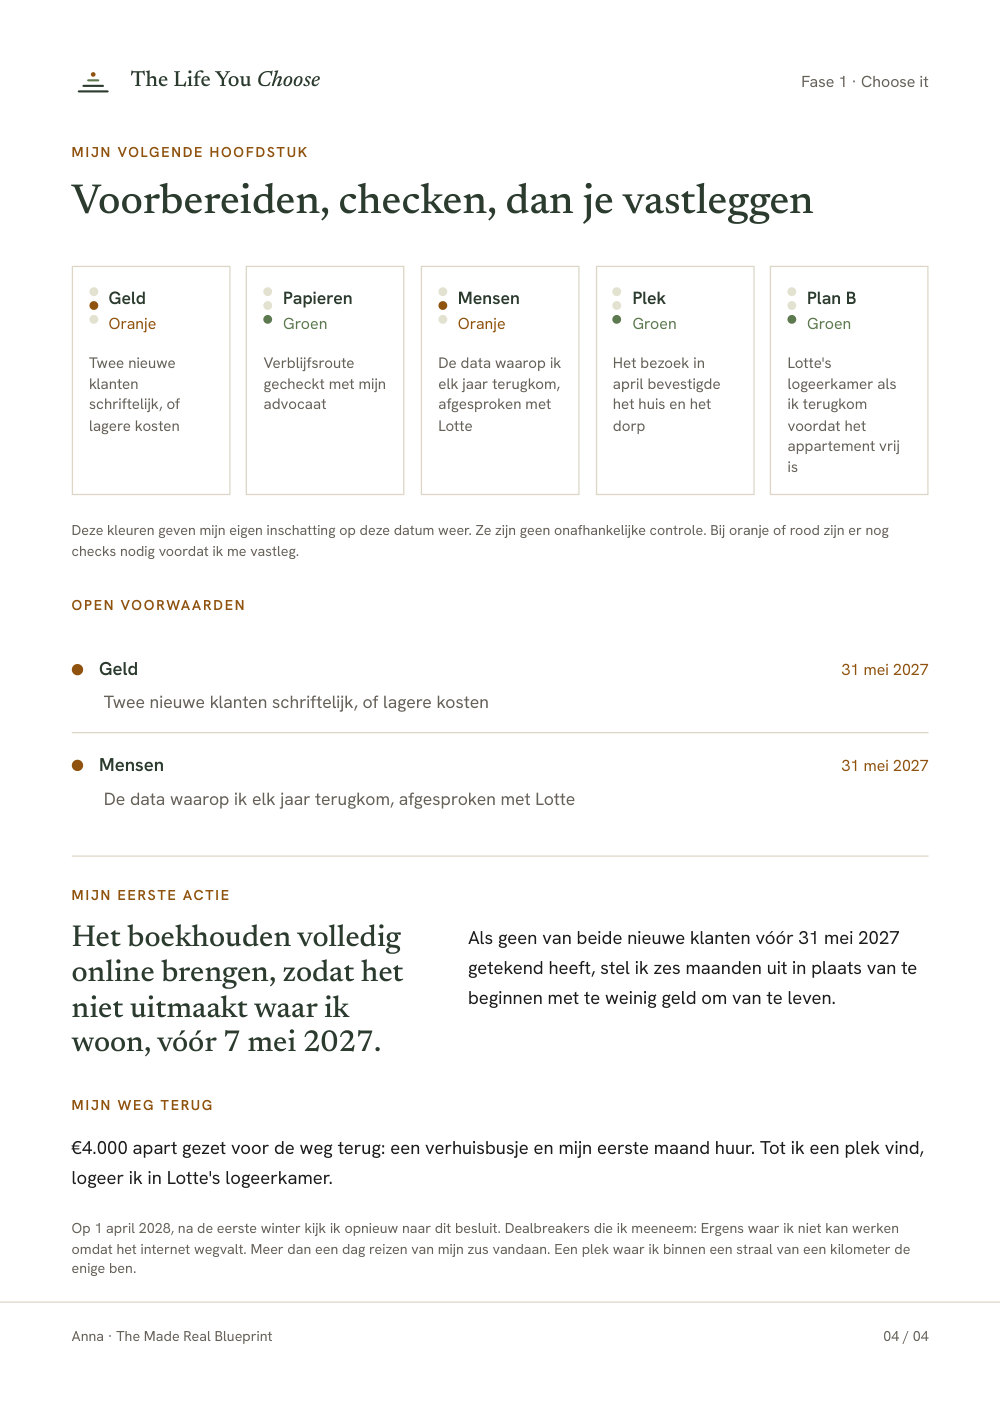 The Life You Choose
Fase 1 · Choose it
MIJN VOLGENDE HOOFDSTUK
Voorbereiden, checken, dan je vastleggen
Geld
Oranje
Twee nieuwe
klanten
schriftelijk, of
lagere kosten
Papieren
Groen
Verblijfsroute
gecheckt met mijn
advocaat
Mensen
Oranje
De data waarop ik
elk jaar terugkom,
afgesproken met
Lotte
Plek
Groen
Het bezoek in
april bevestigde
het huis en het
dorp
Plan B
Groen
Lotte's
logeerkamer als
ik terugkom
voordat het
appartement vrij
is
Deze kleuren geven mijn eigen inschatting op deze datum weer. Ze zijn geen onafhankelijke controle. Bij oranje of rood zijn er nog
checks nodig voordat ik me vastleg.
OPEN VOORWAARDEN
Geld
31 mei 2027
Twee nieuwe klanten schriftelijk, of lagere kosten
Mensen
31 mei 2027
De data waarop ik elk jaar terugkom, afgesproken met Lotte
MIJN EERSTE ACTIE
Het boekhouden volledig
online brengen, zodat het
niet uitmaakt waar ik
woon, vóór 7 mei 2027.
Als geen van beide nieuwe klanten vóór 31 mei 2027
getekend heeft, stel ik zes maanden uit in plaats van te
beginnen met te weinig geld om van te leven.
MIJN WEG TERUG
€4.000 apart gezet voor de weg terug: een verhuisbusje en mijn eerste maand huur. Tot ik een plek vind,
logeer ik in Lotte's logeerkamer.
Op 1 april 2028, na de eerste winter kijk ik opnieuw naar dit besluit. Dealbreakers die ik meeneem: Ergens waar ik niet kan werken
omdat het internet wegvalt. Meer dan een dag reizen van mijn zus vandaan. Een plek waar ik binnen een straal van een kilometer de
enige ben.
Anna · The Made Real Blueprint
04 / 04